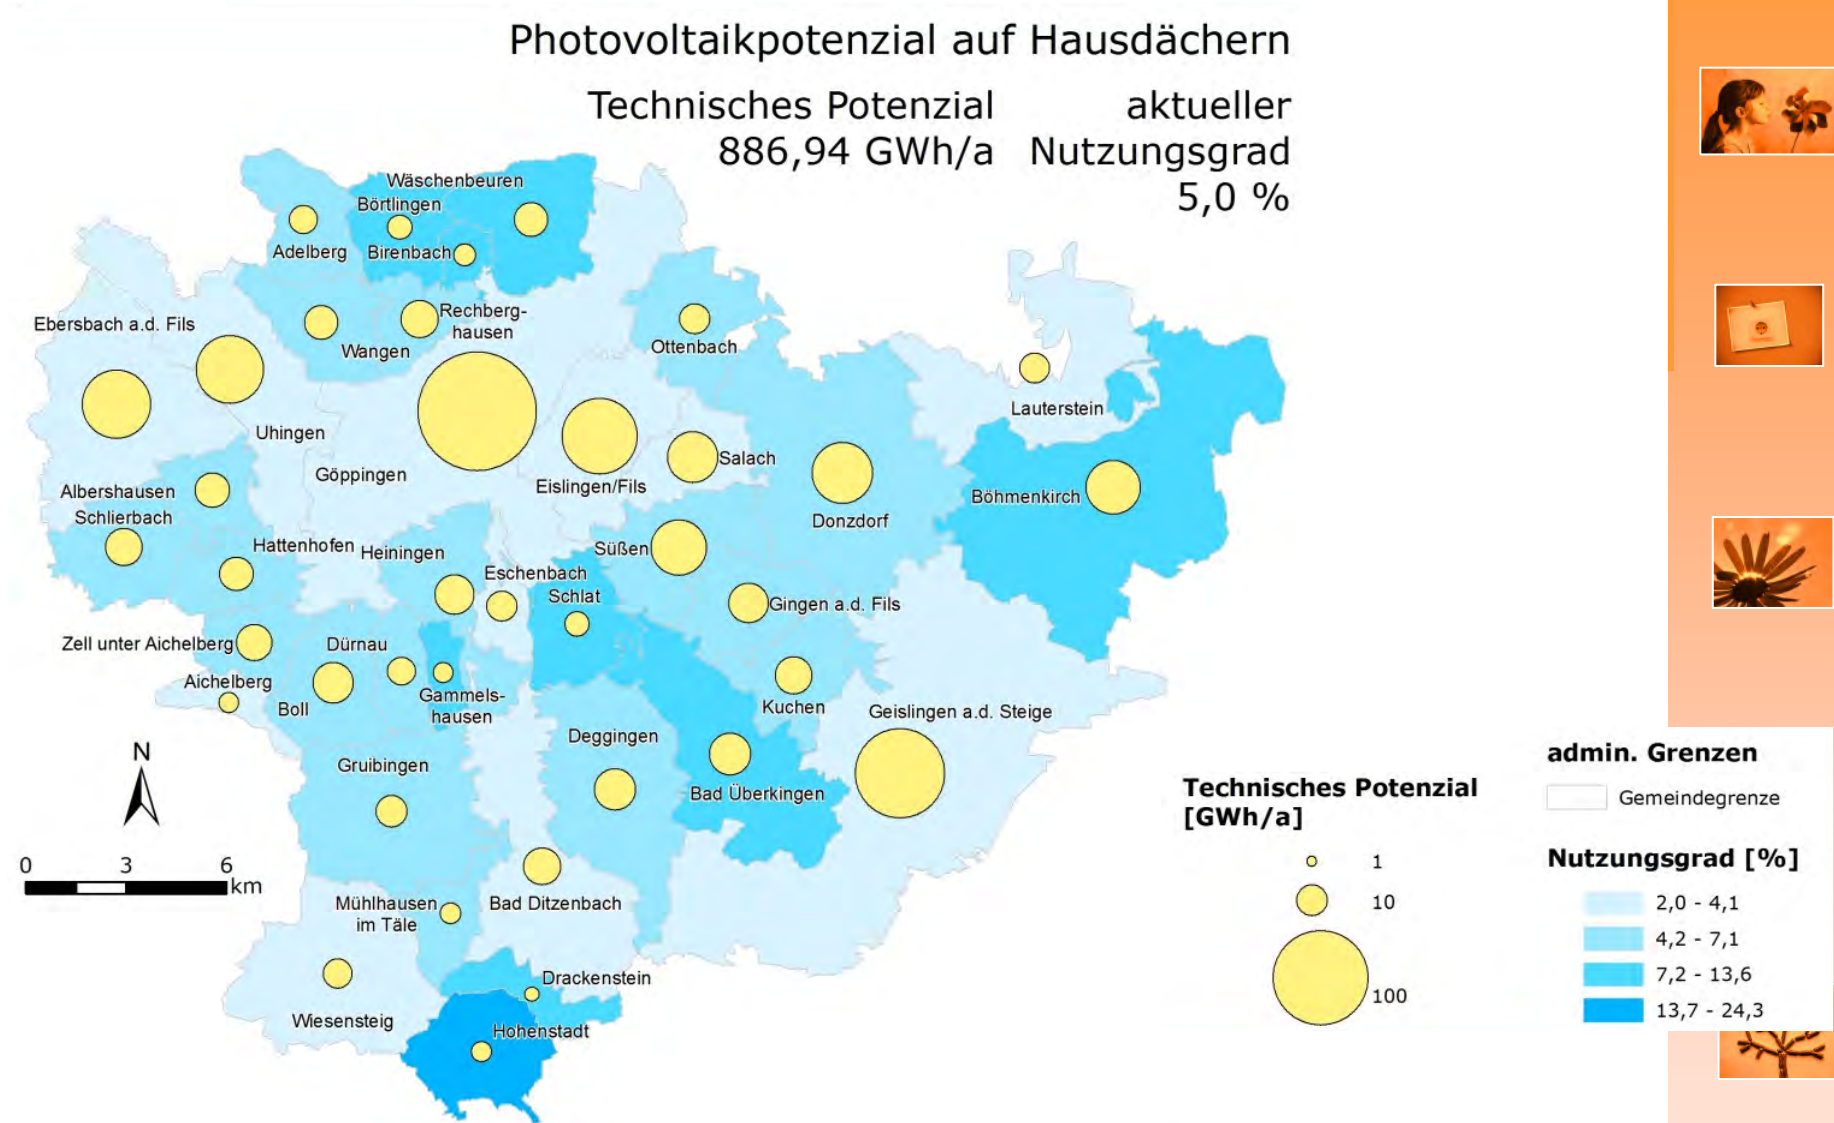 Photovoltaikpotenzial auf Hausdächern
Technisches Potenzial
886,94 GWh/a
aktueller
Nutzungsgrad
5,0 %
Wäschenbeuren
Börtlingen
Adelberg
Birenbach
Ebersbach a.d. Fils
Rechberg-
hausen
Wangen
Ottenbach
Lauterstein
Uhingen
Göppingen
Eislingen/Fils
Salach
Albershausen
Böhmenkirch
Schlierbach
Donzdorf
Hattenhofen
Heiningen
Süßen
Eschenbach
Schlat
Gingen a.d. Fils
Zell unter Aichelberg
Dürnau
Aichelberg
Boll
Gammels-
hausen
Kuchen
Geislingen a.d. Steige
Deggingen
Gruibingen
Bad Überkingen
N
0 3 6
km
Mühlhausen
im Täle
Bad Ditzenbach
Drackenstein
Wiesensteig
Hohenstadt
Technisches Potenzial
[GWh/a]
1
10
100
admin. Grenzen
Gemeindegrenze
Nutzungsgrad [%]
2,0 - 4,1
4,2 - 7,1
7,2 - 13,6
13,7 - 24,3